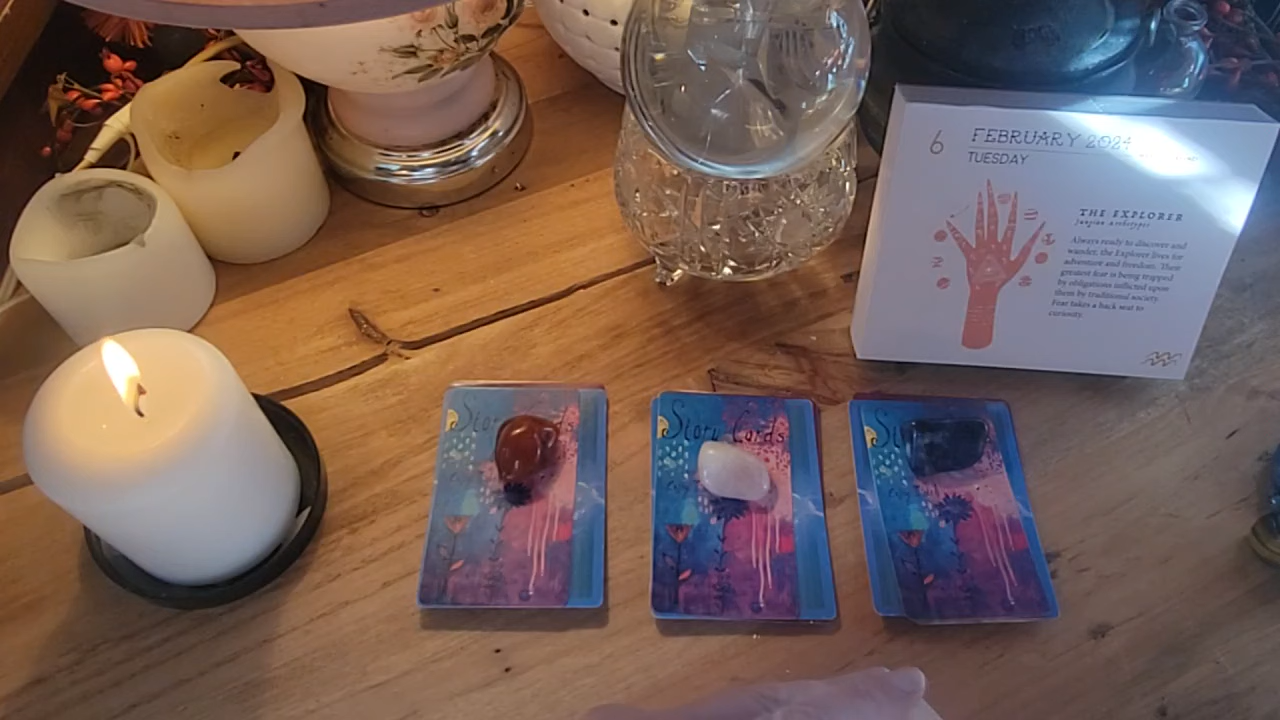 6
FEBRUARY 2024
TUESDAY
THE EXPLORER
Jungian Archetypes
Always ready to discover and
wander, the Explorer lives for
adventure and freedom. Their
greatest fear is being trapped
by obligations inflicted upon
them by traditional society.
Fear takes a back seat to
curiosity.
Story Cards
Story Cards
St